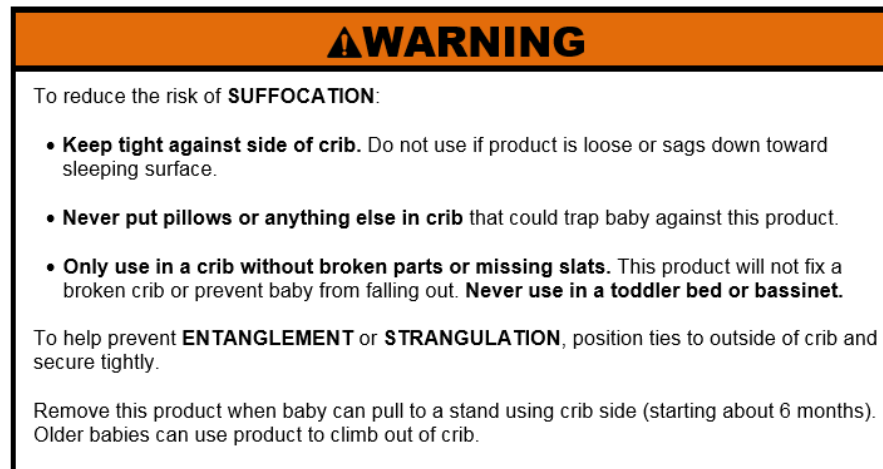 ⚠WARNING
To reduce the risk of SUFFOCATION:
• Keep tight against side of crib. Do not use if product is loose or sags down toward
sleeping surface.
• Never put pillows or anything else in crib that could trap baby against this product.
• Only use in a crib without broken parts or missing slats. This product will not fix a
broken crib or prevent baby from falling out. Never use in a toddler bed or bassinet.
To help prevent ENTANGLEMENT or STRANGULATION, position ties to outside of crib and
secure tightly.
Remove this product when baby can pull to a stand using crib side (starting about 6 months).
Older babies can use product to climb out of crib.